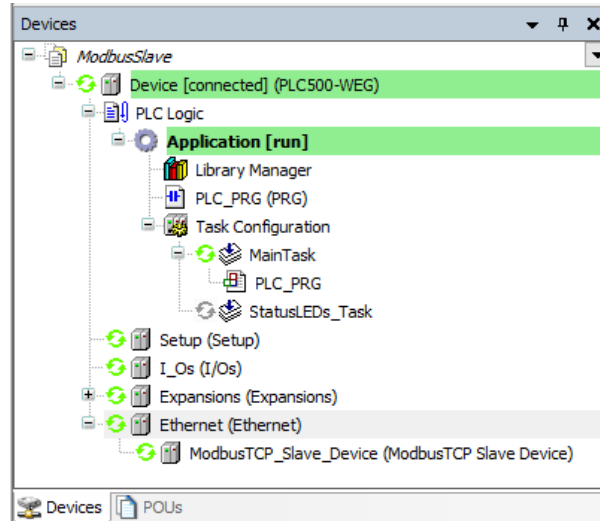 Devices
ModbusSlave
Device [connected] (PLC500-WEG)
PLC Logic
Application [run]
Library Manager
PLC_PRG (PRG)
Task Configuration
MainTask
PLC_PRG
StatusLEDs_Task
Setup (Setup)
I_Os (I/Os)
Expansions (Expansions)
Ethernet (Ethernet)
ModbusTCP_Slave_Device (ModbusTCP Slave Device)
Devices POUs